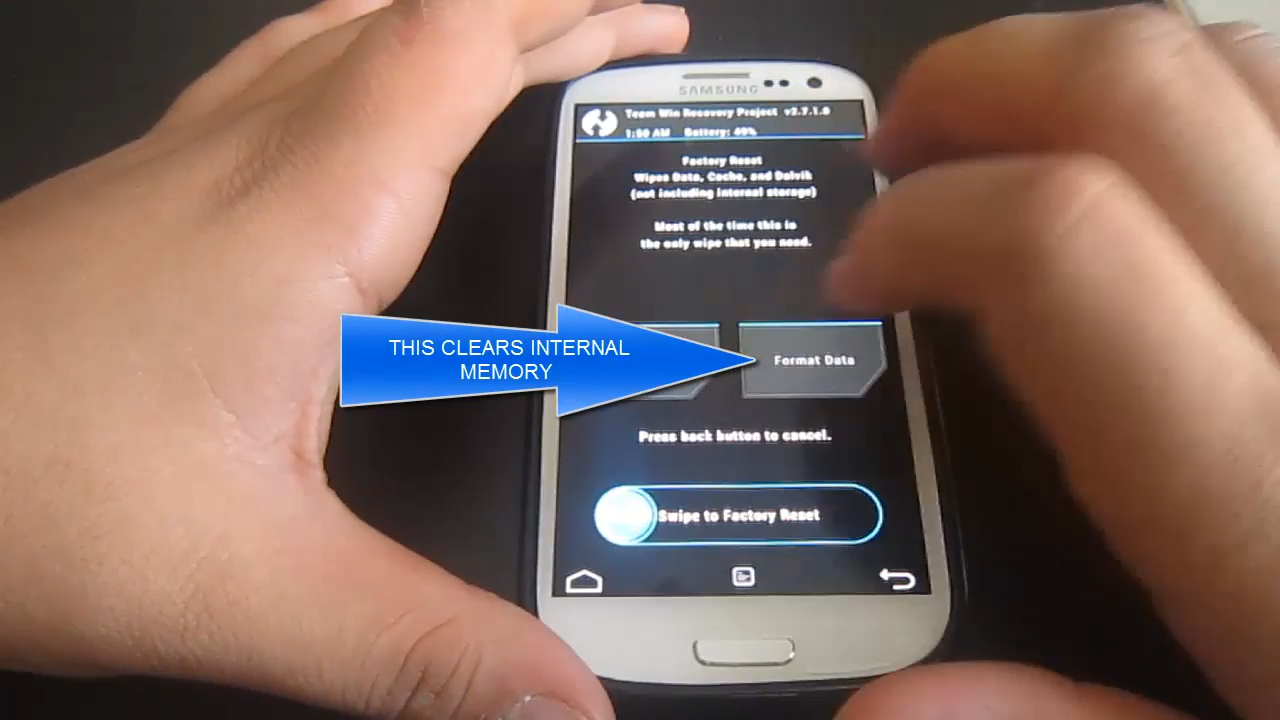 SAMSUNG
Team Win Recovery Project v2.7.1.0
1:50 AM Battery: 49%
Factory Reset
Wipes Data, Cache, and Dalvik
(not including internal storage)
Most of the time this is
the only wipe that you need.
THIS CLEARS INTERNAL
MEMORY
Format Data
Press back button to cancel.
Swipe to Factory Reset